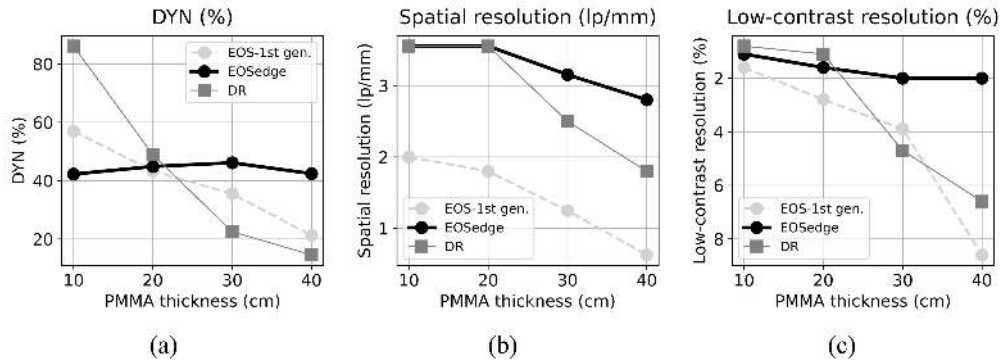 DYN (%)
80
60
40
20
DYN (%)
EOS-1st gen.
EOSedge
DR
10 20 30 40
PMMA thickness (cm)
(a)
Spatial resolution (lp/mm)
3
2
1
Spatial resolution (lp/mm)
EOS-1st gen.
EOSedge
DR
10 20 30 40
PMMA thickness (cm)
(b)
Low-contrast resolution (%)
2
4
6
8
Low-contrast resolution (%)
EOS-1st gen.
EOSedge
DR
10 20 30 40
PMMA thickness (cm)
(c)